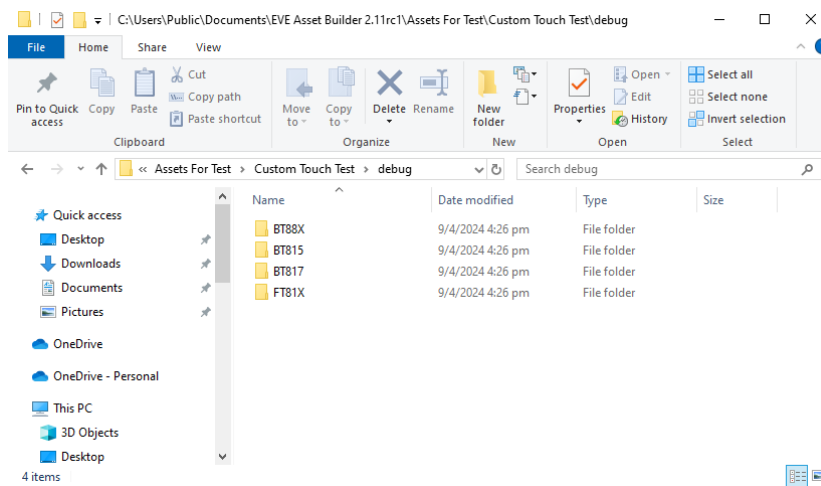 C:\Users\Public\Documents\EVE Asset Builder 2.11rc1\Assets For Test\Custom Touch Test\debug
File Home Share View
Pin to Quick access
Copy
Paste
Cut
Copy path
Paste shortcut
Move to
Copy to
Delete
Rename
New folder
Properties
Open
Edit
History
Select all
Select none
Invert selection
Clipboard Organize New Open Select
« Assets For Test > Custom Touch Test > debug
Search debug
Quick access
Desktop
Downloads
Documents
Pictures
OneDrive
OneDrive - Personal
This PC
3D Objects
Desktop
Name Date modified Type Size
BT88X 9/4/2024 4:26 pm File folder
BT815 9/4/2024 4:26 pm File folder
BT817 9/4/2024 4:26 pm File folder
FT81X 9/4/2024 4:26 pm File folder
4 items